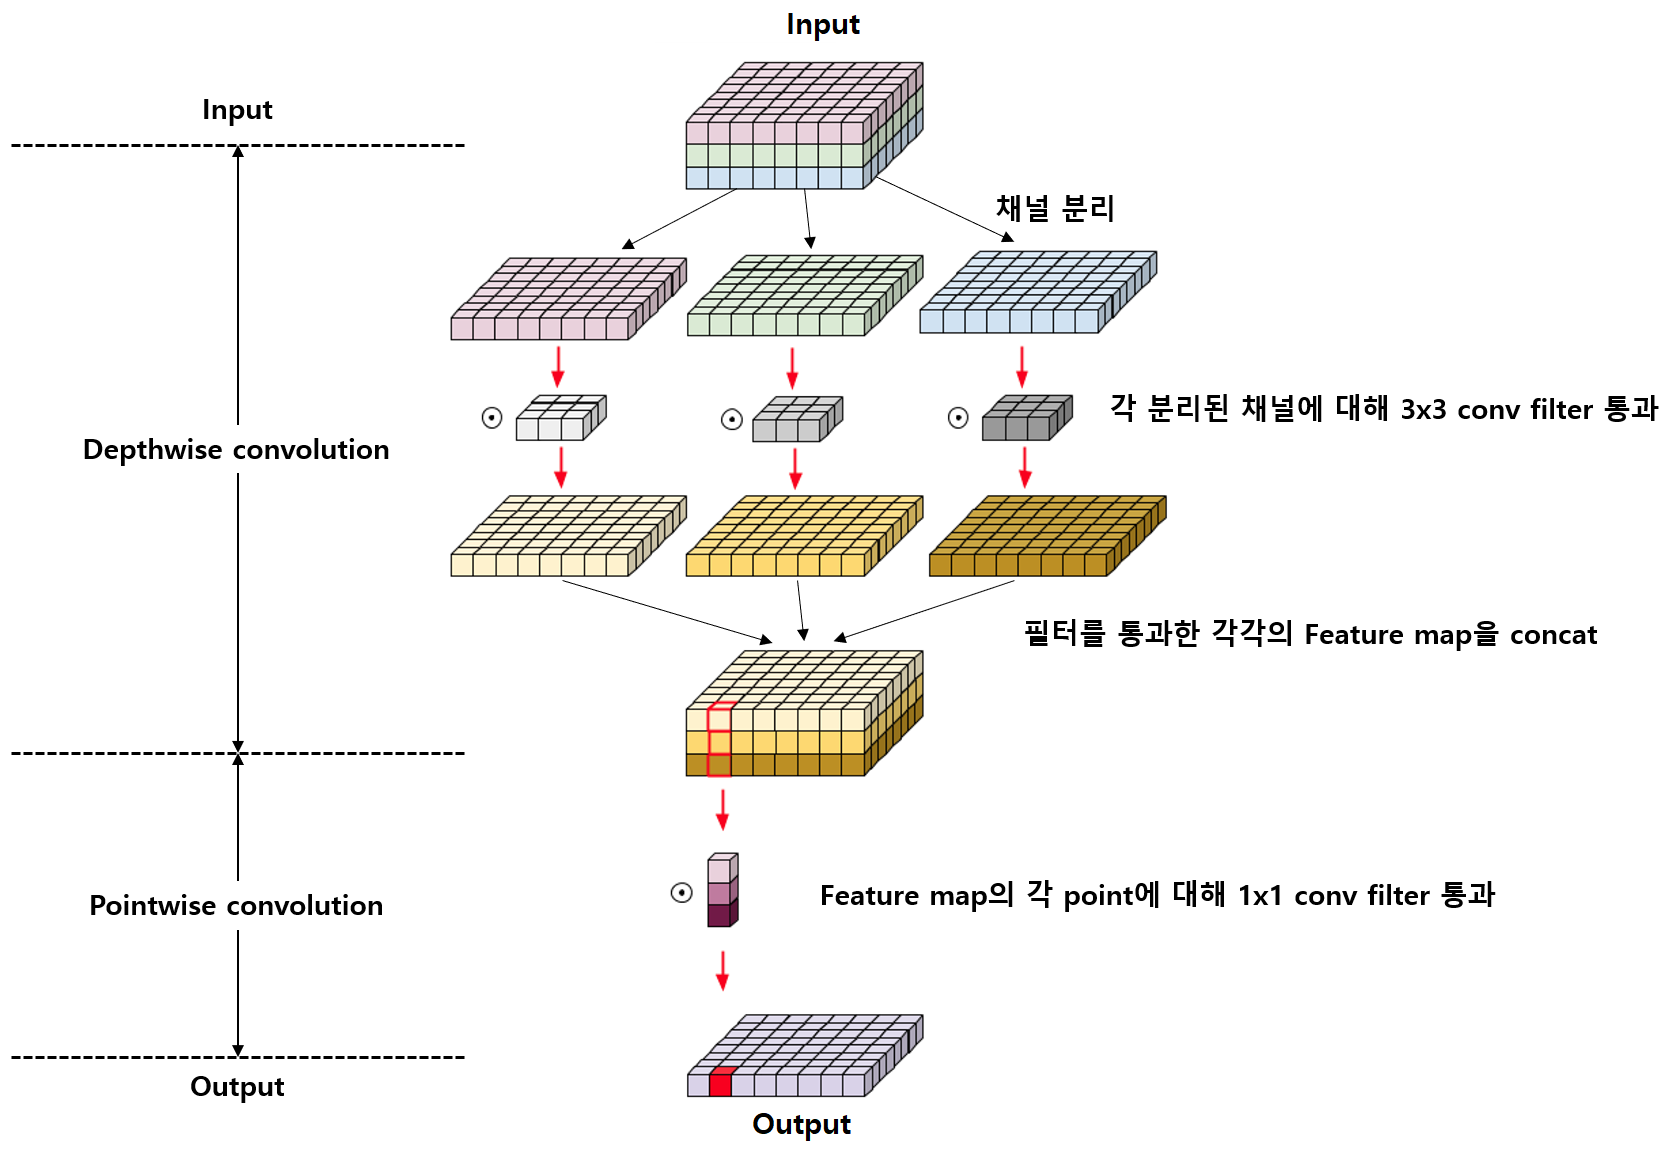 Input
Input
채널 분리
각 분리된 채널에 대해 3x3 conv filter 통과
Depthwise convolution
필터를 통과한 각각의 Feature map을 concat
Feature map의 각 point에 대해 1x1 conv filter 통과
Pointwise convolution
Output
Output